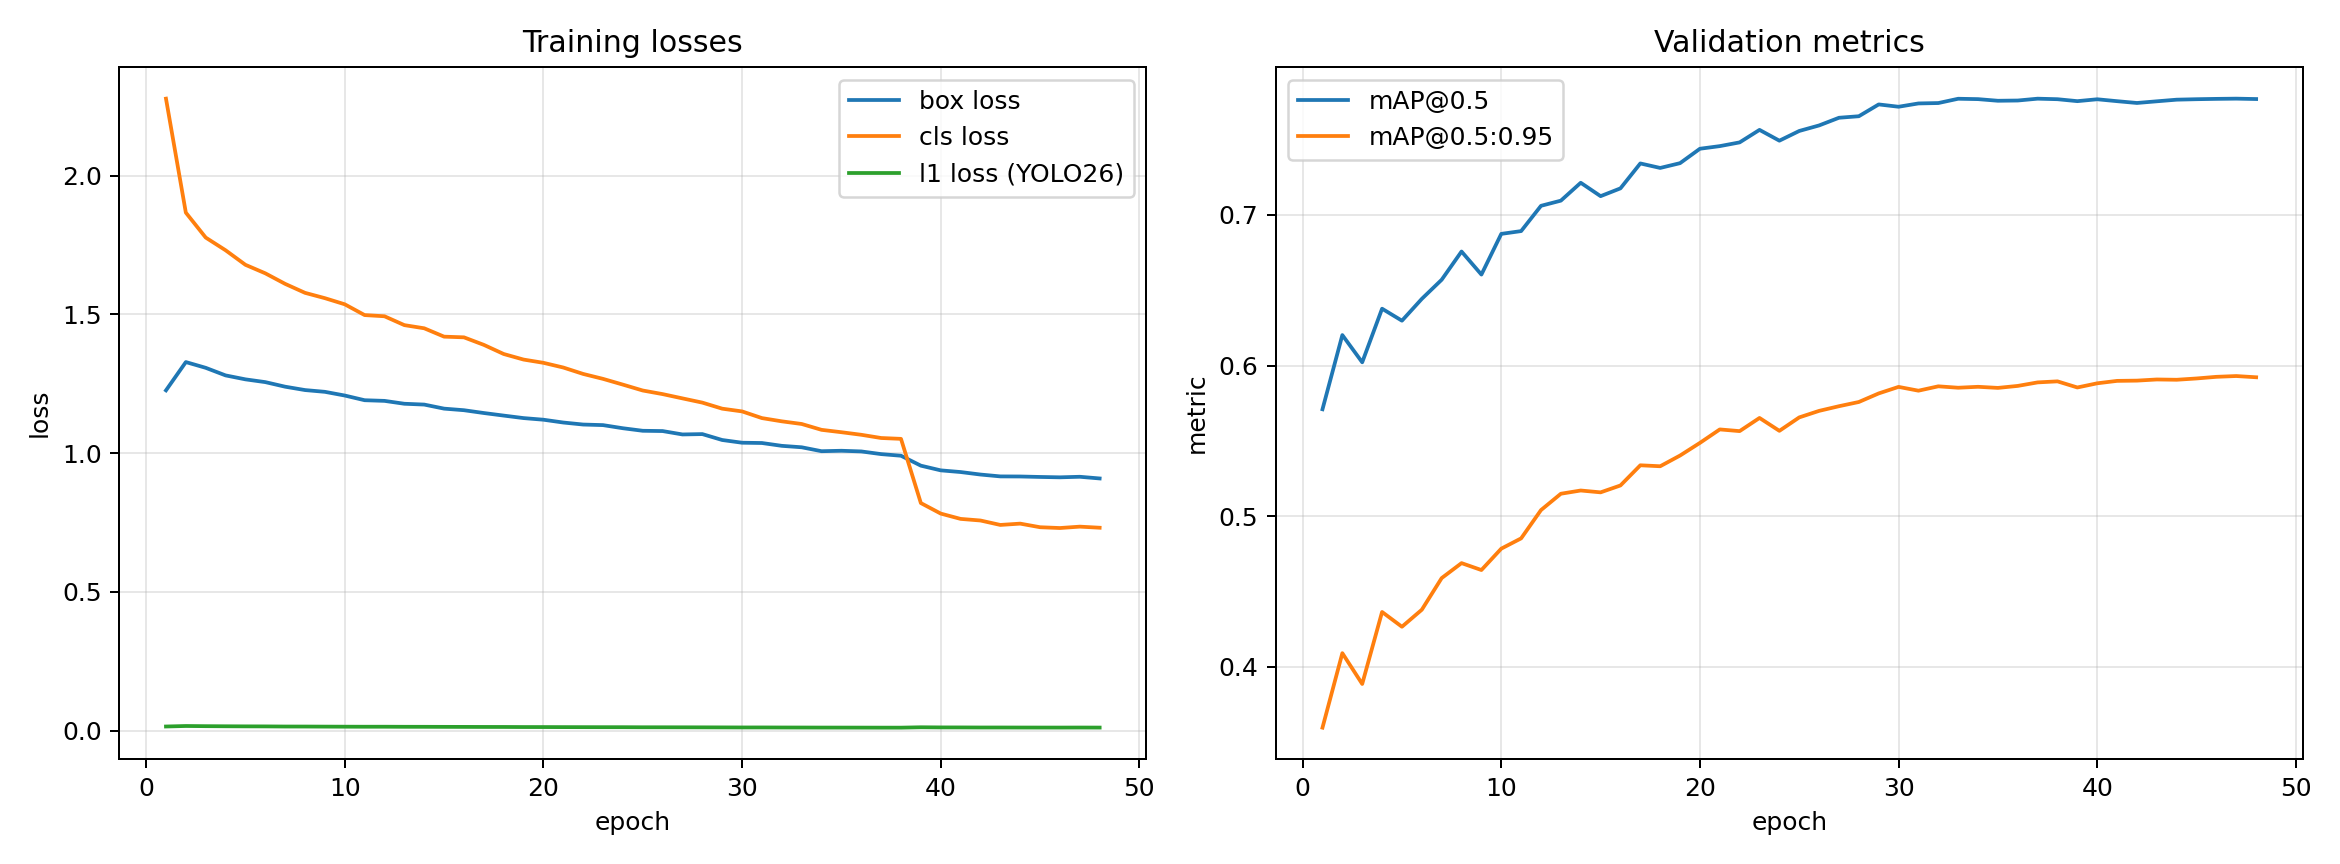 Training losses
box loss
cls loss
l1 loss (YOLO26)
loss
2.0
1.5
1.0
0.5
0.0
0 10 20 30 40 50
epoch
Validation metrics
mAP@0.5
mAP@0.5:0.95
metric
0.7
0.6
0.5
0.4
0 10 20 30 40 50
epoch